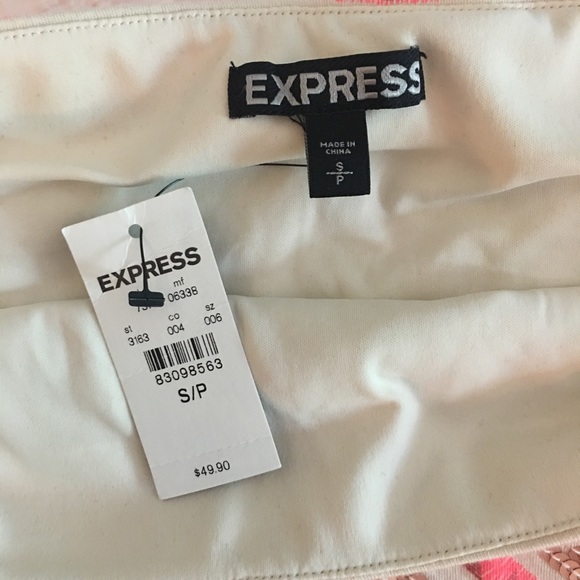 EXPRESS
MADE IN
CHINA
S
P
EXPRESS
mf
06338
st co sz
3163 004 006
83098563
S/P
$49.90